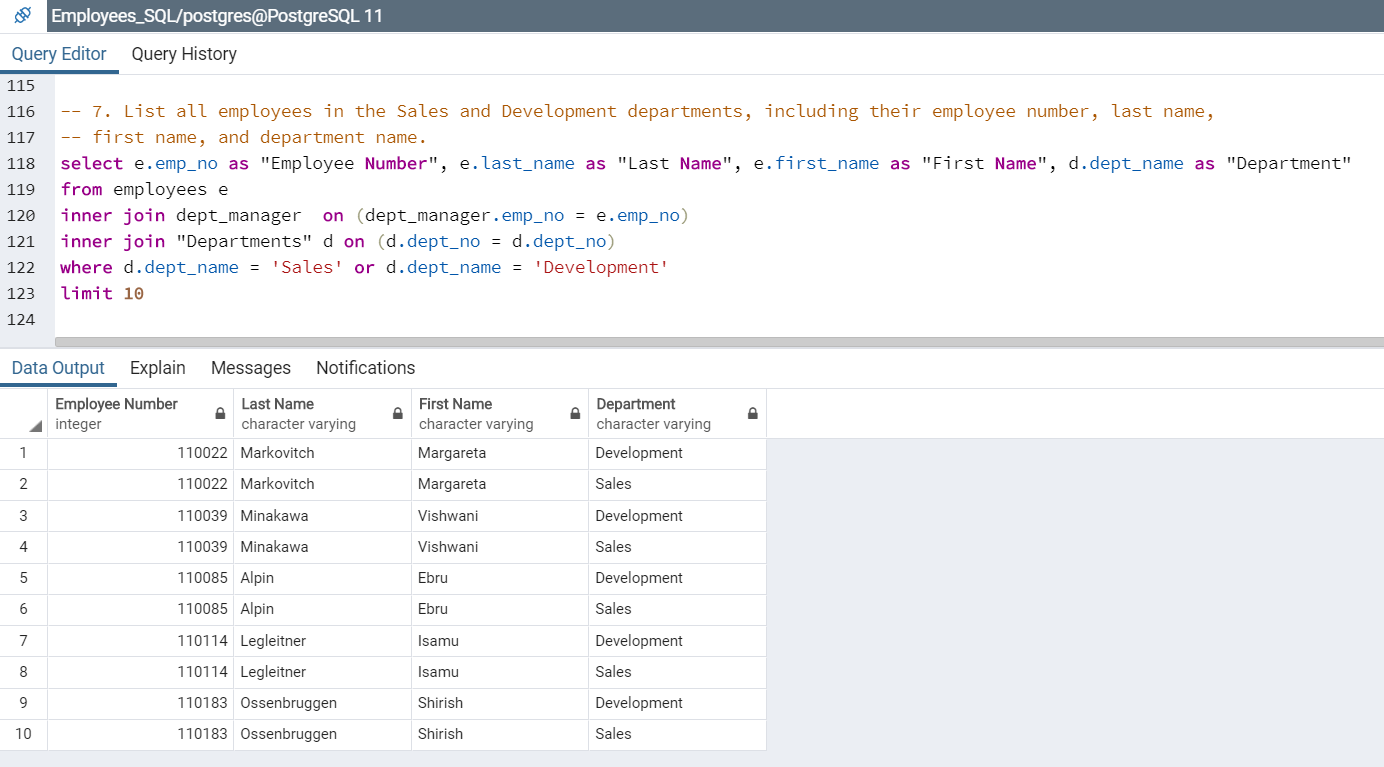 Employees_SQL/postgres@PostgreSQL 11
Query Editor Query History
115
116 -- 7. List all employees in the Sales and Development departments, including their employee number, last name,
117 -- first name, and department name.
118 select e.emp_no as "Employee Number", e.last_name as "Last Name", e.first_name as "First Name", d.dept_name as "Department"
119 from employees e
120 inner join dept_manager  on (dept_manager.emp_no = e.emp_no)
121 inner join "Departments" d on (d.dept_no = d.dept_no)
122 where d.dept_name = 'Sales' or d.dept_name = 'Development'
123 limit 10
124
Data Output Explain Messages Notifications
Employee Number Last Name First Name Department
integer character varying character varying character varying
1 110022 Markovitch Margareta Development
2 110022 Markovitch Margareta Sales
3 110039 Minakawa Vishwani Development
4 110039 Minakawa Vishwani Sales
5 110085 Alpin Ebru Development
6 110085 Alpin Ebru Sales
7 110114 Legleitner Isamu Development
8 110114 Legleitner Isamu Sales
9 110183 Ossenbruggen Shirish Development
10 110183 Ossenbruggen Shirish Sales